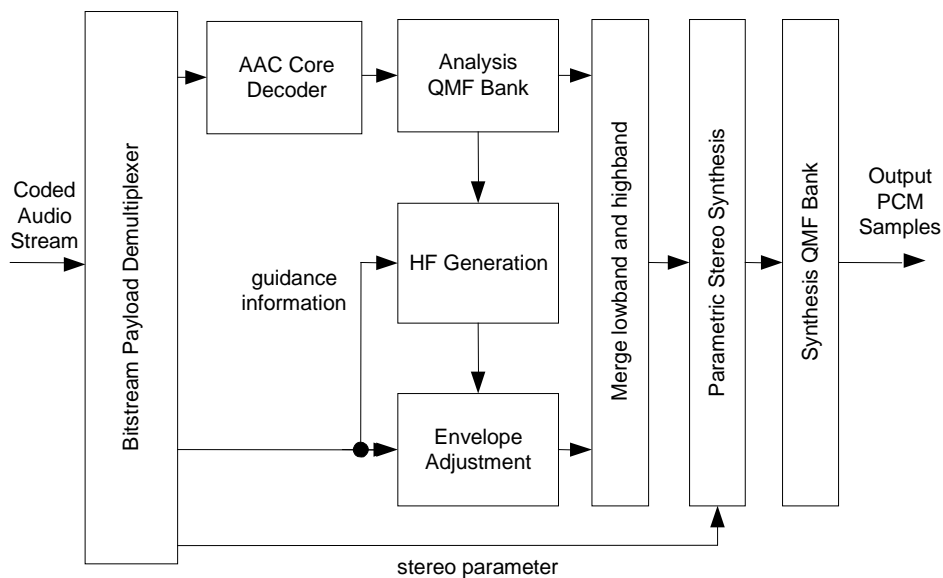 Coded
Audio
Stream
Bitstream Payload Demultiplexer
AAC Core
Decoder
Analysis
QMF Bank
guidance
information
HF Generation
Envelope
Adjustment
Merge lowband and highband
Parametric Stereo Synthesis
Synthesis QMF Bank
Output
PCM
Samples
stereo parameter